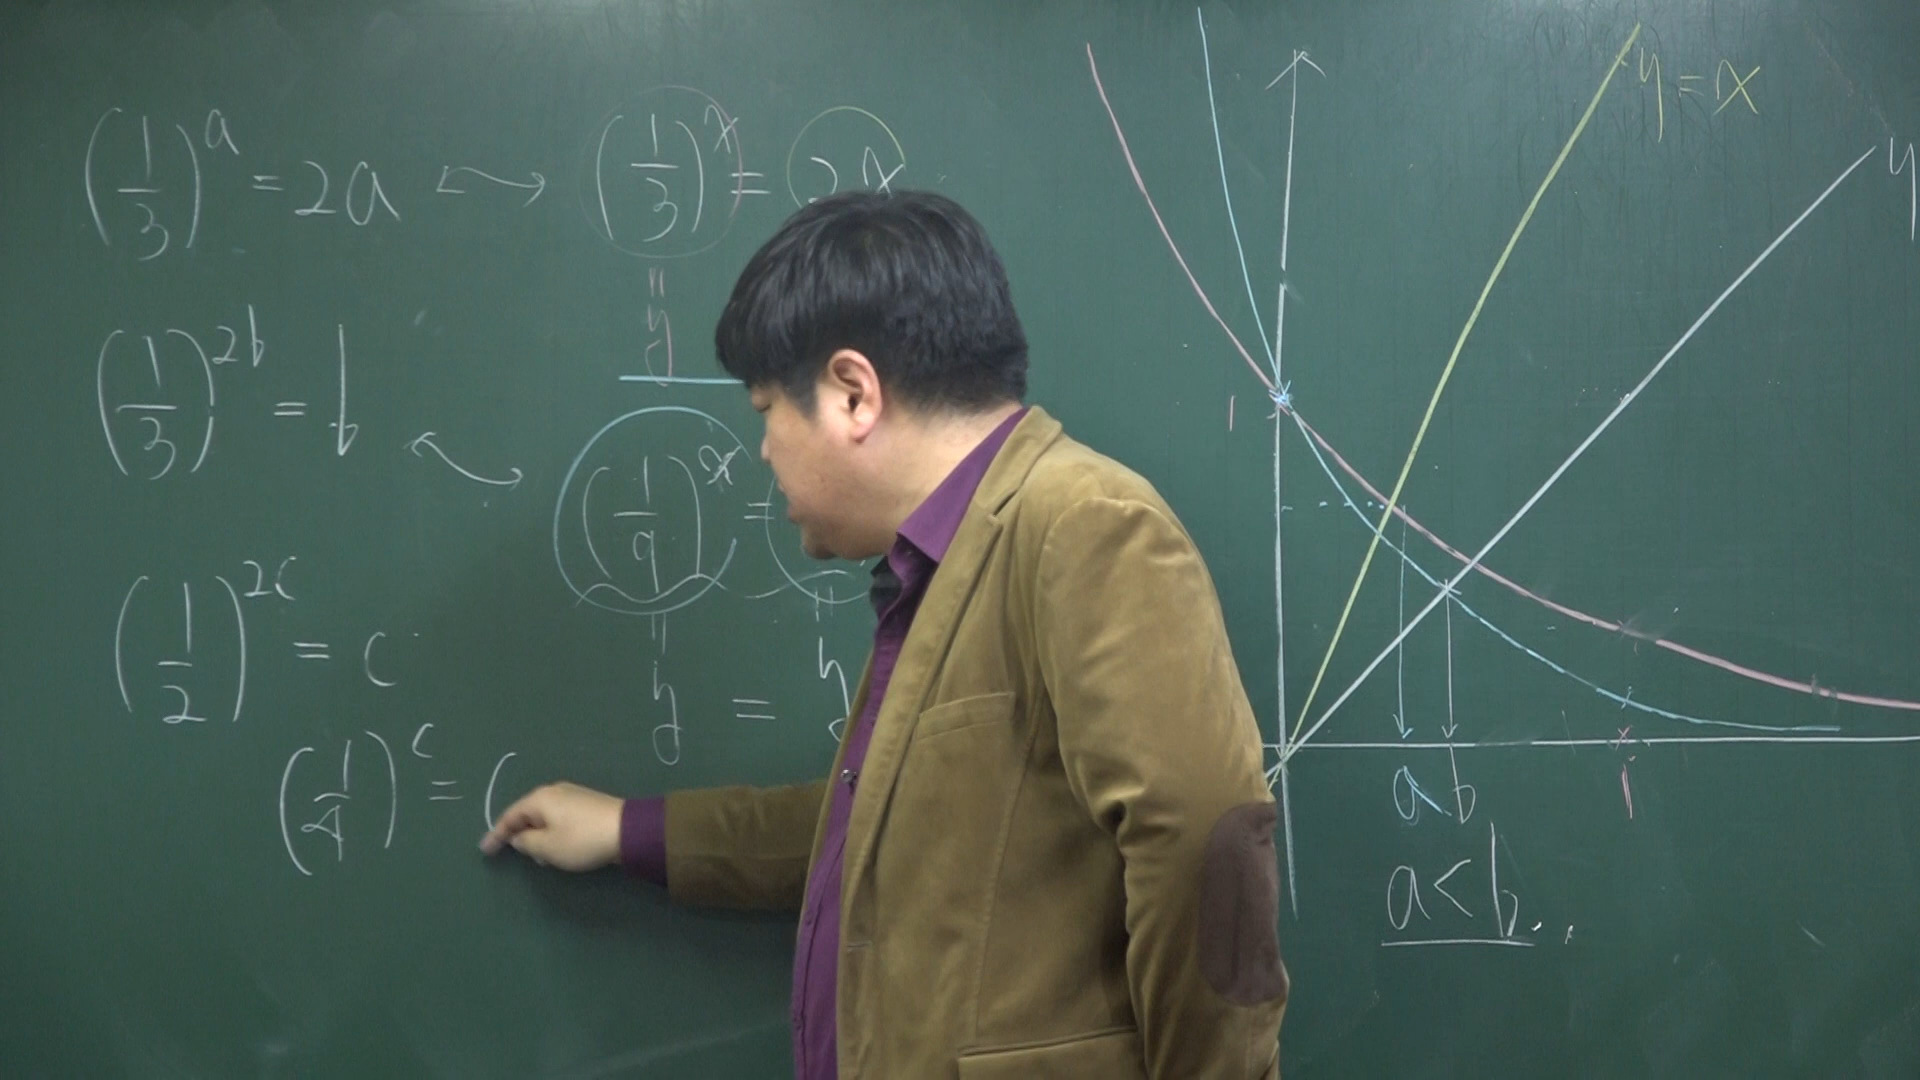 (1/3)^a = 2a ↔ (1/3)^x = 2x
"
y
(1/3)^2b = b ↔ (1/9)^x =
" "
y = y
(1/2)^2c = c
(1/4)^c = c
y = x
y
1
a b 1
a < b